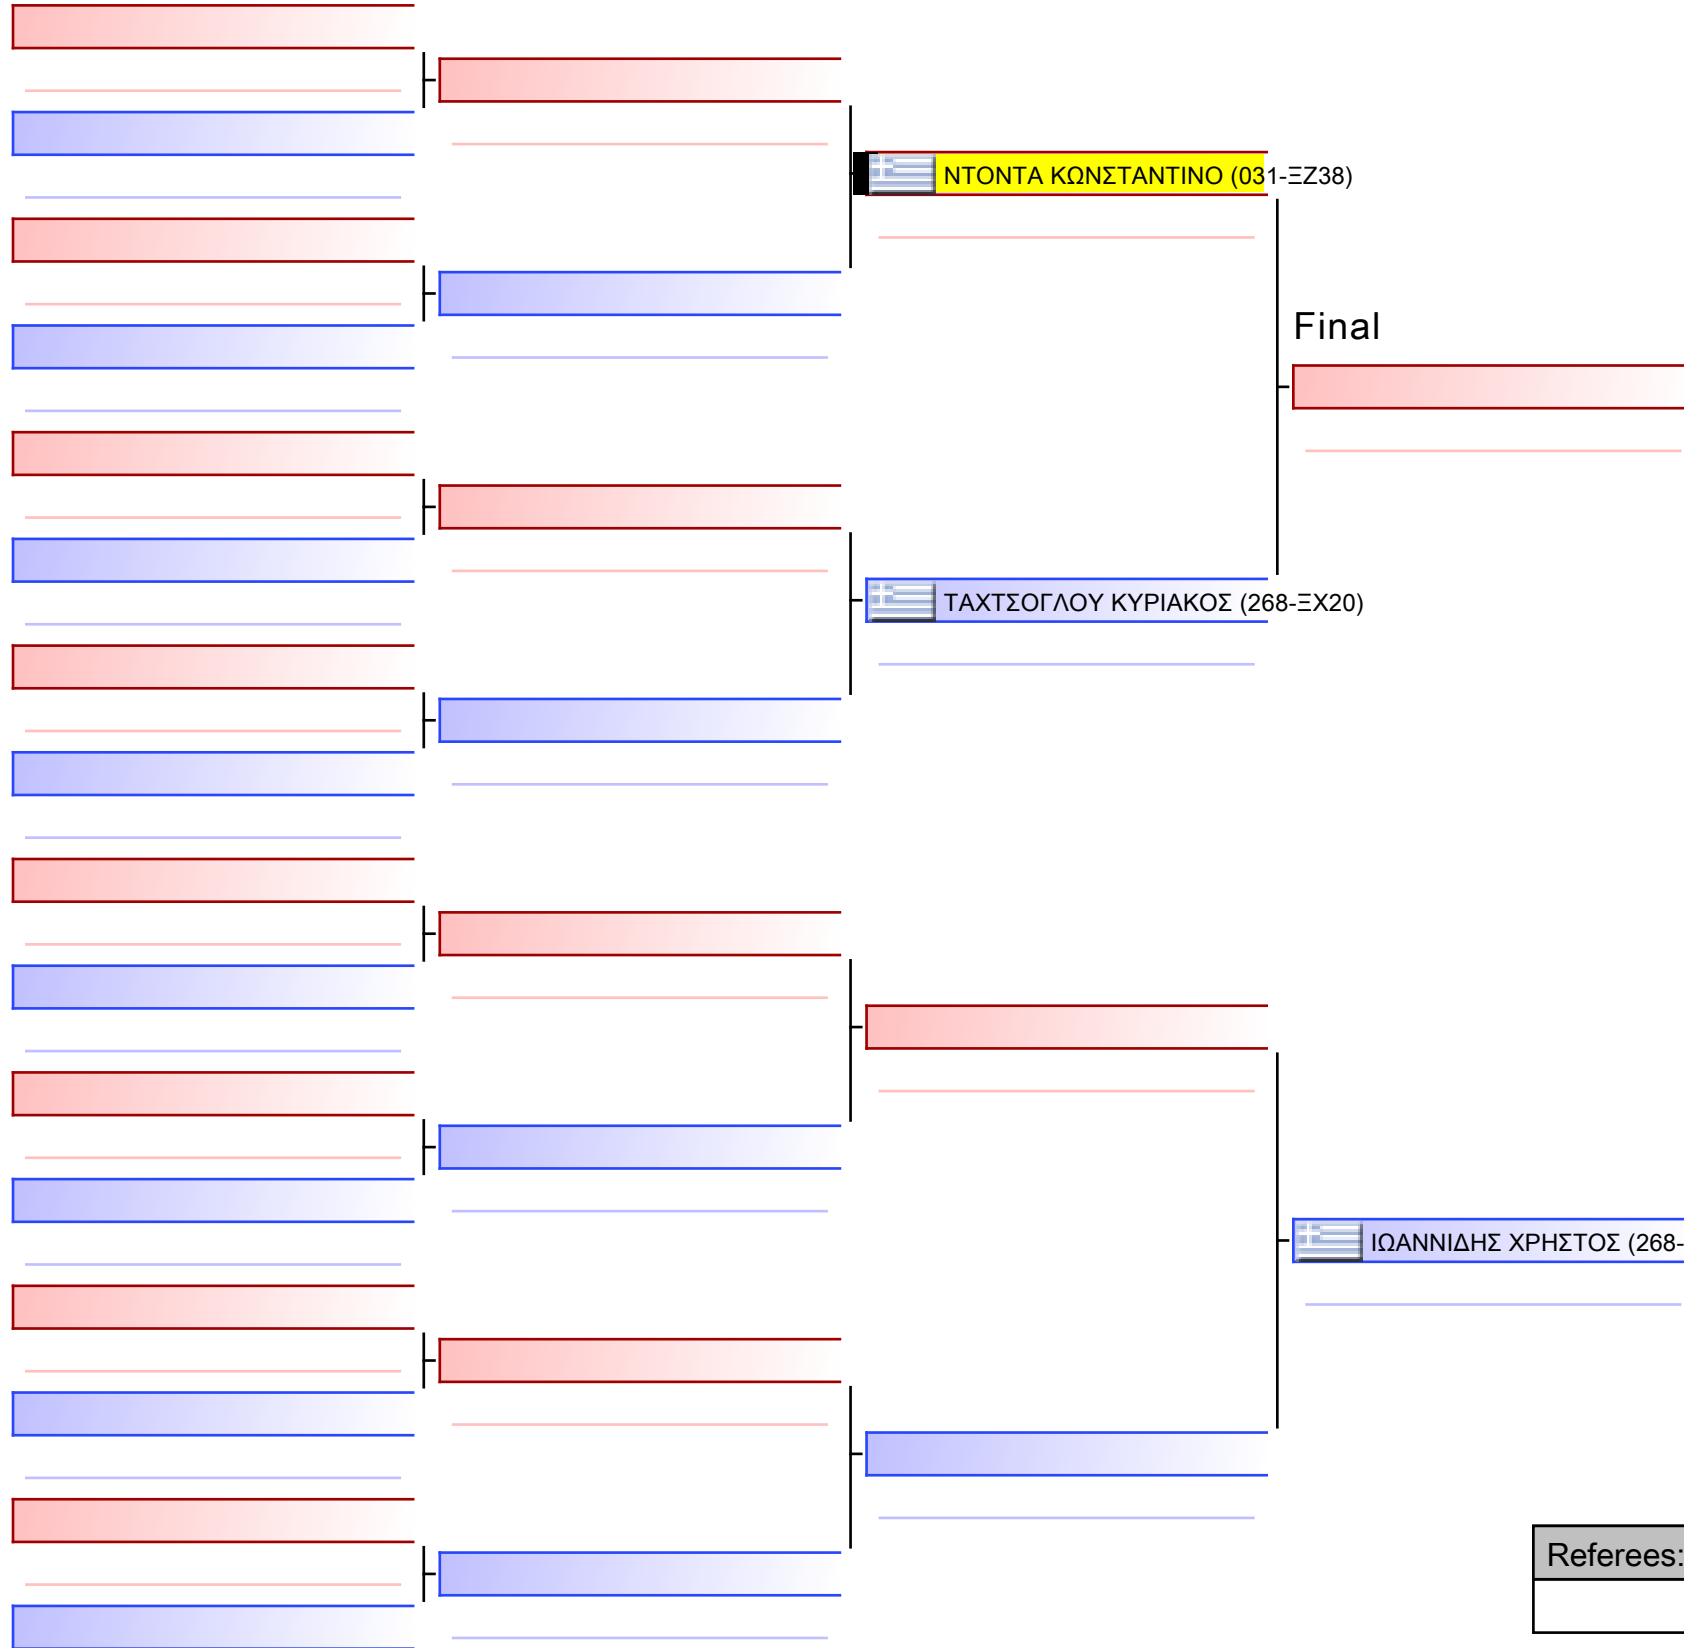 ΝΤΟΝΤΑ ΚΩΝΣΤΑΝΤΙΝΟ (031-ΞΖ38)
Final
ΤΑΧΤΣΟΓΛΟΥ ΚΥΡΙΑΚΟΣ (268-ΞΧ20)
ΙΩΑΝΝΙΔΗΣ ΧΡΗΣΤΟΣ (268-
Referees: